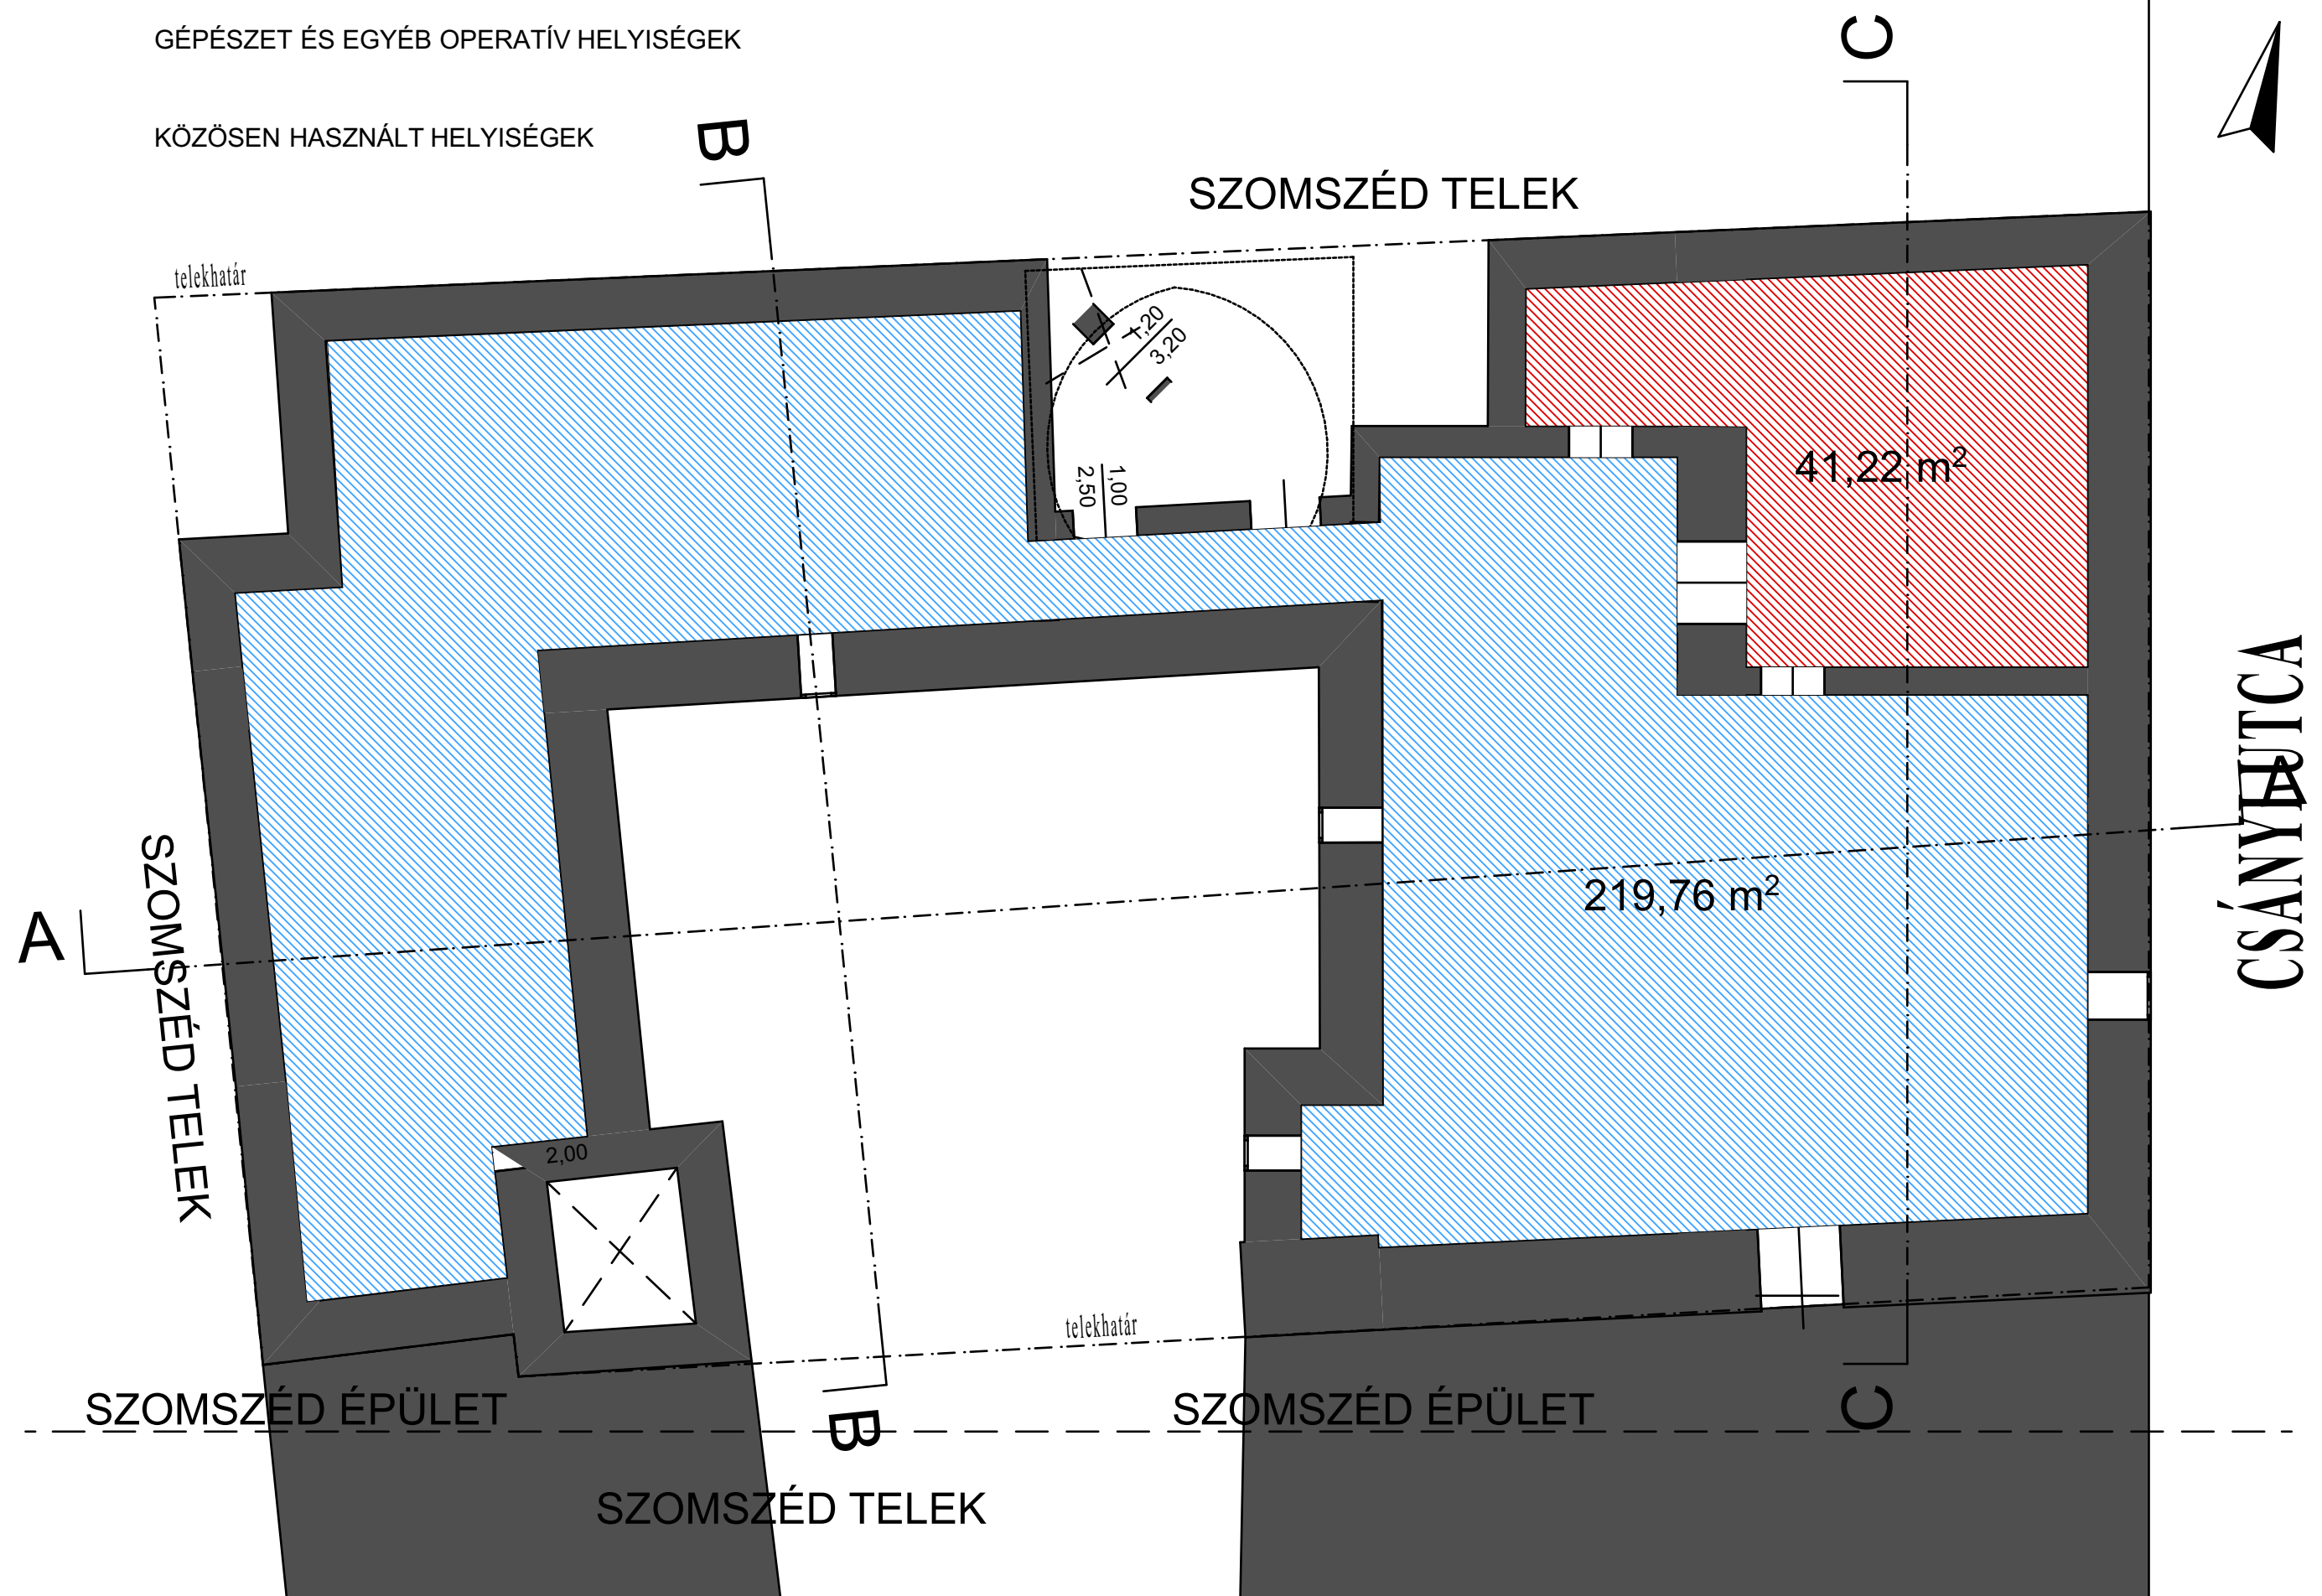 GÉPÉSZET ÉS EGYÉB OPERATÍV HELYISÉGEK
C
KÖZÖSEN HASZNÁLT HELYISÉGEK
B
SZOMSZÉD TELEK
telekhatár
1,20
3,20
1,00
2,50
41,22 m²
CSÁNYI UTCA
A
219,76 m²
SZOMSZÉD TELEK
A
2,00
telekhatár
SZOMSZÉD ÉPÜLET
B
SZOMSZÉD ÉPÜLET
C
SZOMSZÉD TELEK